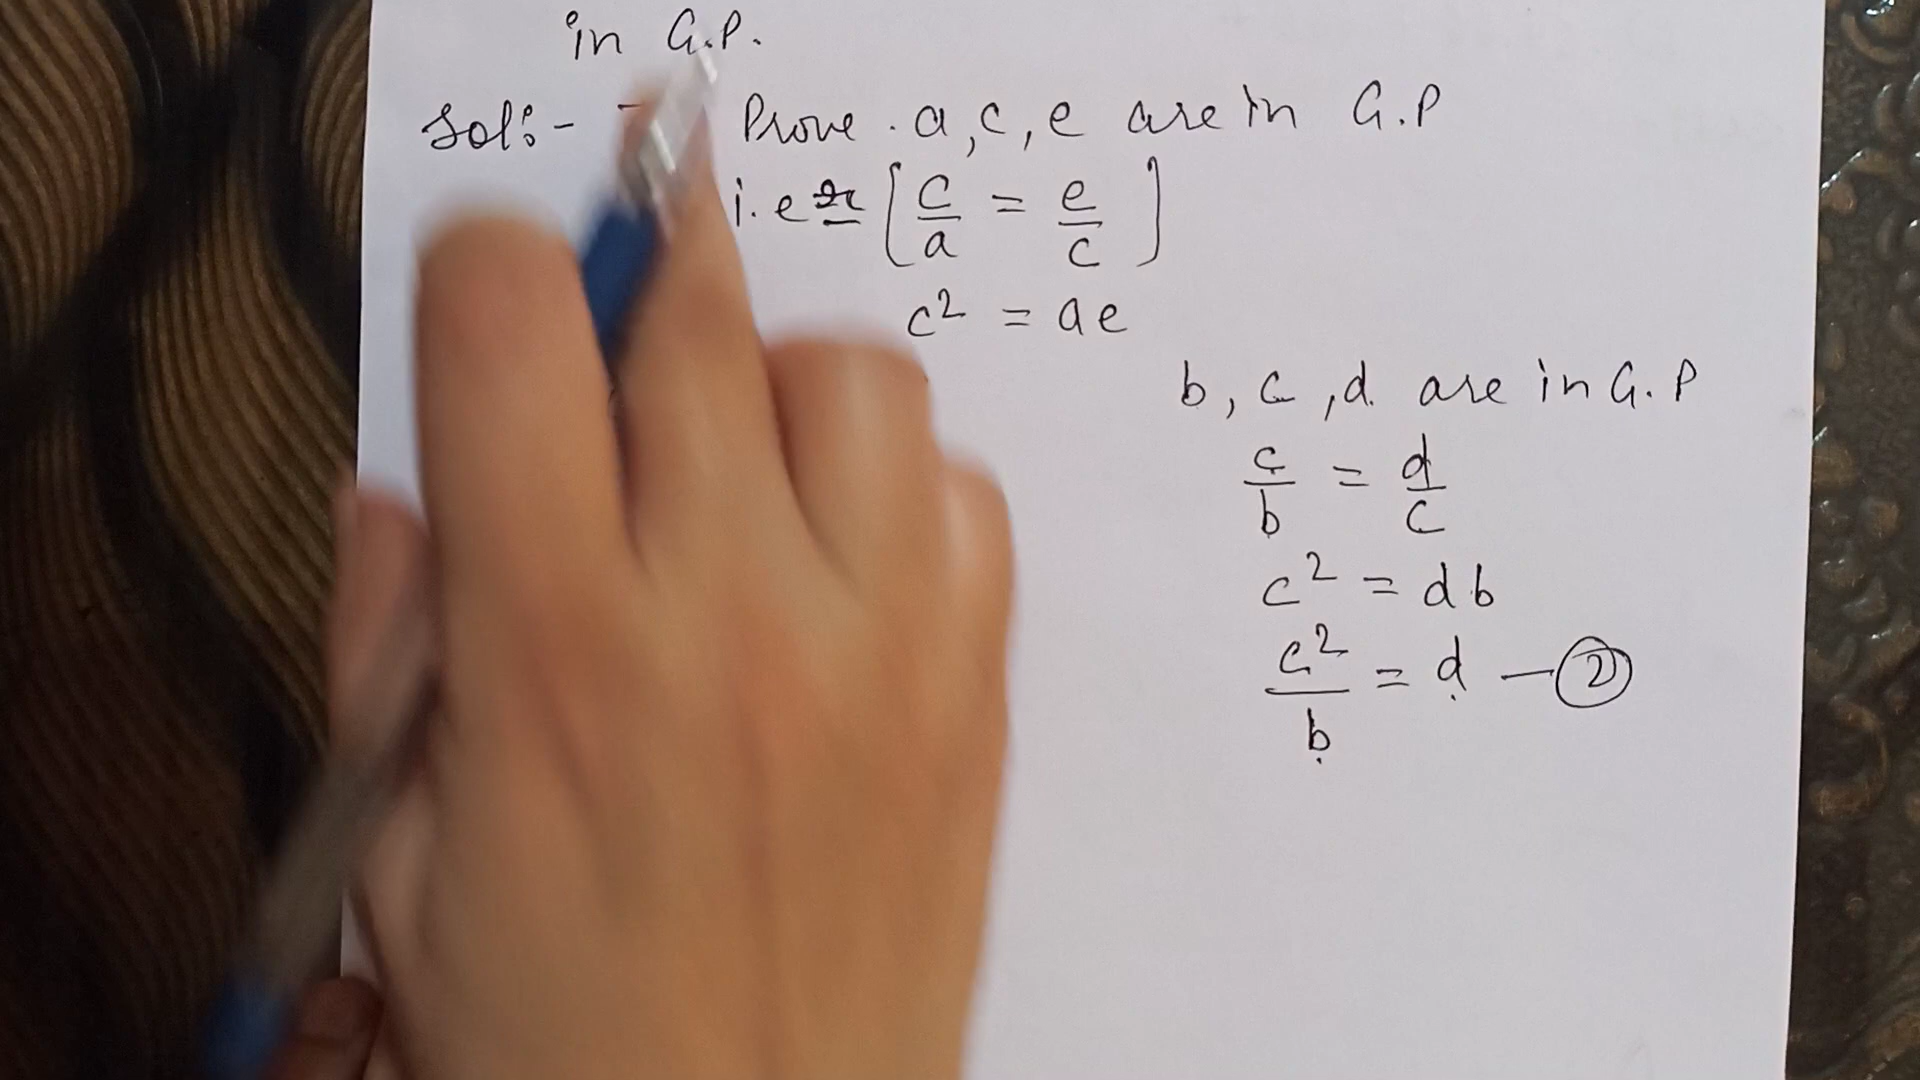 in G.P.
Sol:- Prove . a, c, e are in G.P
i.e [c/a = e/c]
c² = ae
b, c, d. are in G.P
c/b = d/c
c² = db
c²/b = d — ②